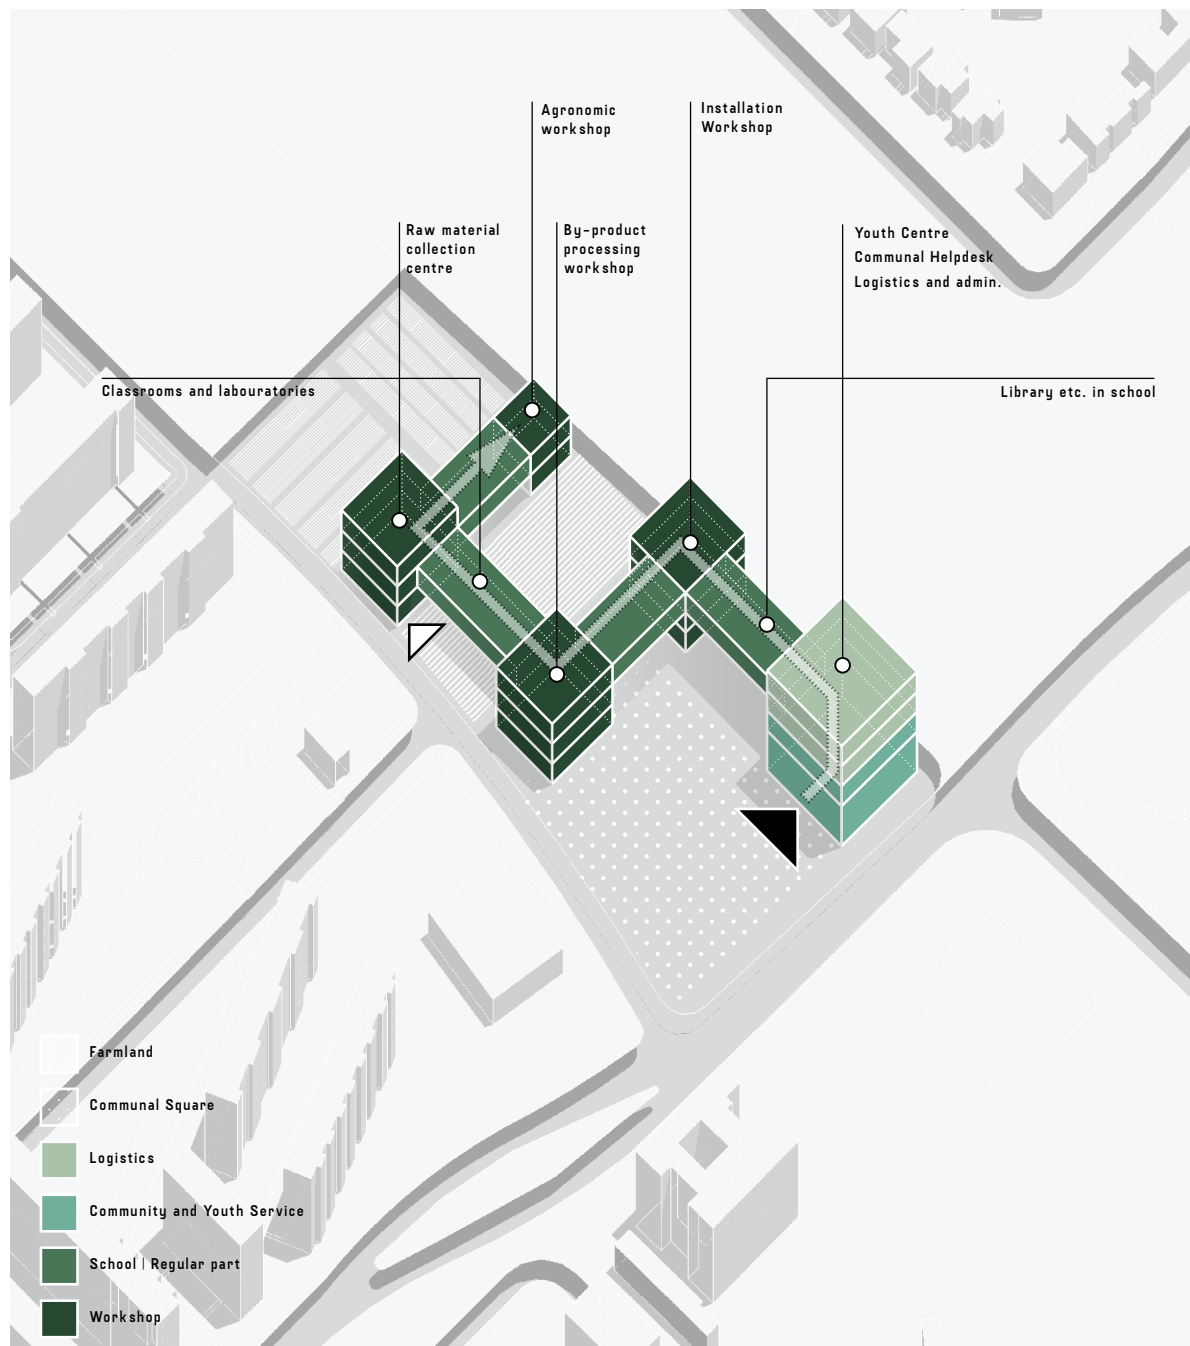 Agronomic
workshop
Installation
Workshop
Raw material
collection
centre
By-product
processing
workshop
Youth Centre
Communal Helpdesk
Logistics and admin.
Classrooms and labouratories
Library etc. in school
Farmland
Communal Square
Logistics
Community and Youth Service
School | Regular part
Workshop